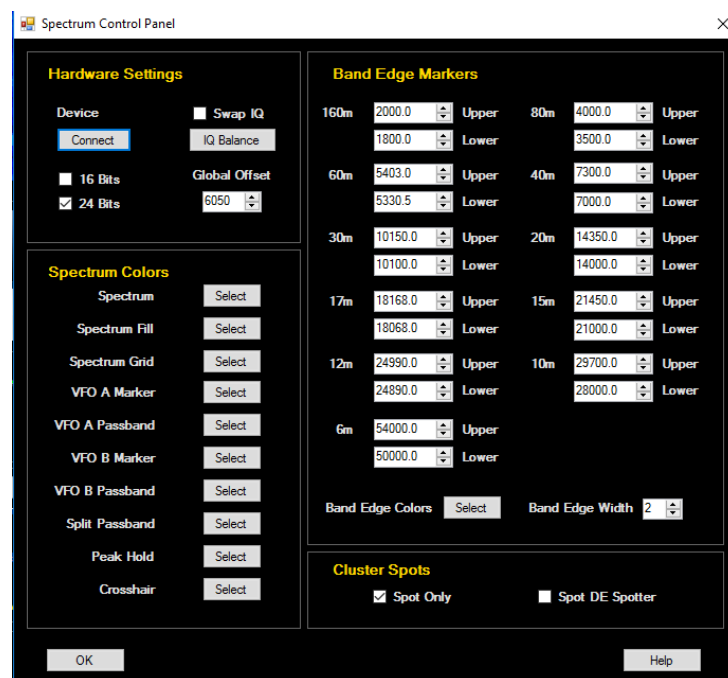 Spectrum Control Panel
Hardware Settings
Device
Swap IQ
Connect
IQ Balance
16 Bits
Global Offset
24 Bits
6050
Spectrum Colors
Spectrum Select
Spectrum Fill Select
Spectrum Grid Select
VFO A Marker Select
VFO A Passband Select
VFO B Marker Select
VFO B Passband Select
Split Passband Select
Peak Hold Select
Crosshair Select
Band Edge Markers
160m 2000.0 Upper 80m 4000.0 Upper
1800.0 Lower 3500.0 Lower
60m 5403.0 Upper 40m 7300.0 Upper
5330.5 Lower 7000.0 Lower
30m 10150.0 Upper 20m 14350.0 Upper
10100.0 Lower 14000.0 Lower
17m 18168.0 Upper 15m 21450.0 Upper
18068.0 Lower 21000.0 Lower
12m 24990.0 Upper 10m 29700.0 Upper
24890.0 Lower 28000.0 Lower
6m 54000.0 Upper
50000.0 Lower
Band Edge Colors Select Band Edge Width 2
Cluster Spots
Spot Only Spot DE Spotter
OK Help